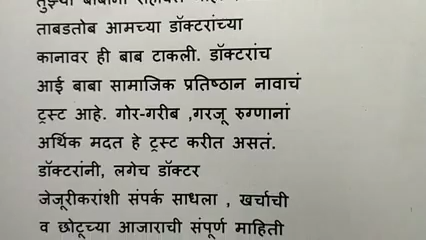 ताबडतोब आमच्या डॉक्टरांच्या
कानावर ही बाब टाकली. डॉक्टरांच
आई बाबा सामाजिक प्रतिष्ठान नावाचं
ट्रस्ट आहे. गोर-गरीब ,गरजू रुग्णानां
अर्थिक मदत हे ट्रस्ट करीत असतं.
डॉक्टरांनी, लगेच डॉक्टर
जेजूरीकरांशी संपर्क साधला , खर्चाची
व छोटूच्या आजाराची संपूर्ण माहिती